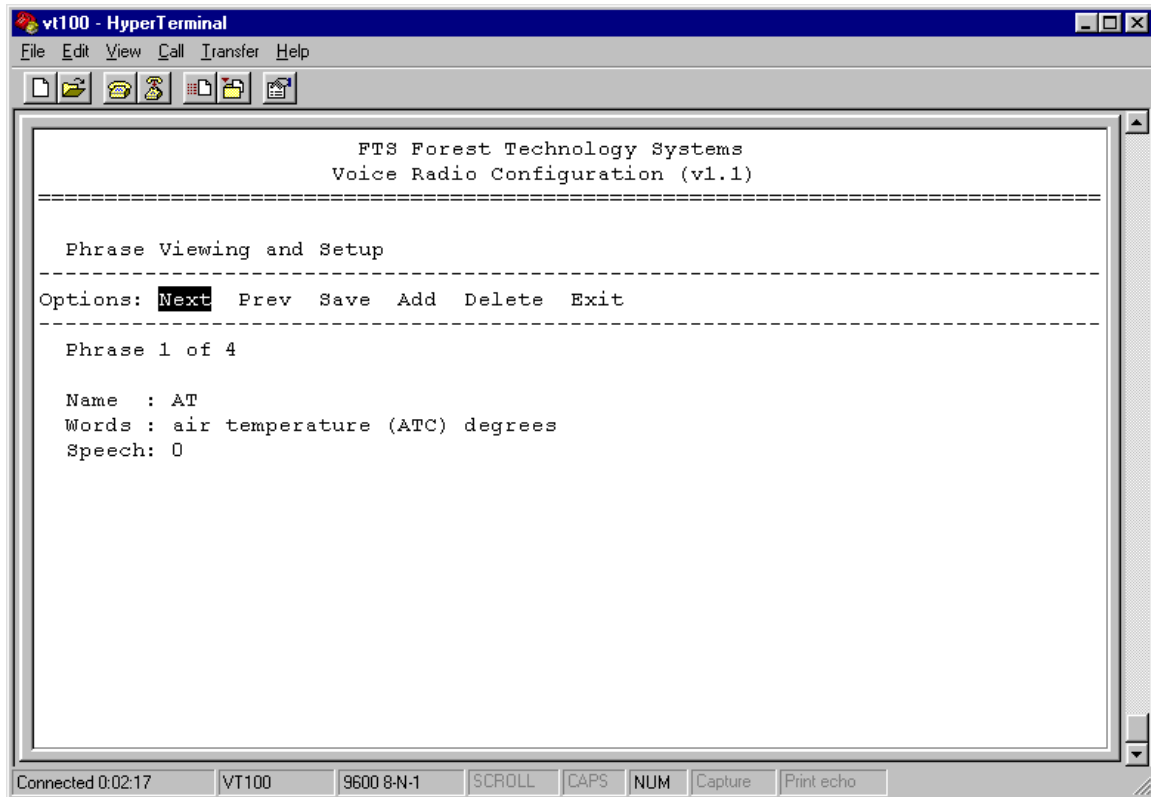 vt100 - HyperTerminal
File Edit View Call Transfer Help
FTS Forest Technology Systems
Voice Radio Configuration (v1.1)
================================================================================
Phrase Viewing and Setup
--------------------------------------------------------------------------------
Options: Next Prev Save Add Delete Exit
--------------------------------------------------------------------------------
Phrase 1 of 4
Name : AT
Words : air temperature (ATC) degrees
Speech: 0
Connected 0:02:17 VT100 9600 8-N-1 SCROLL CAPS NUM Capture Print echo